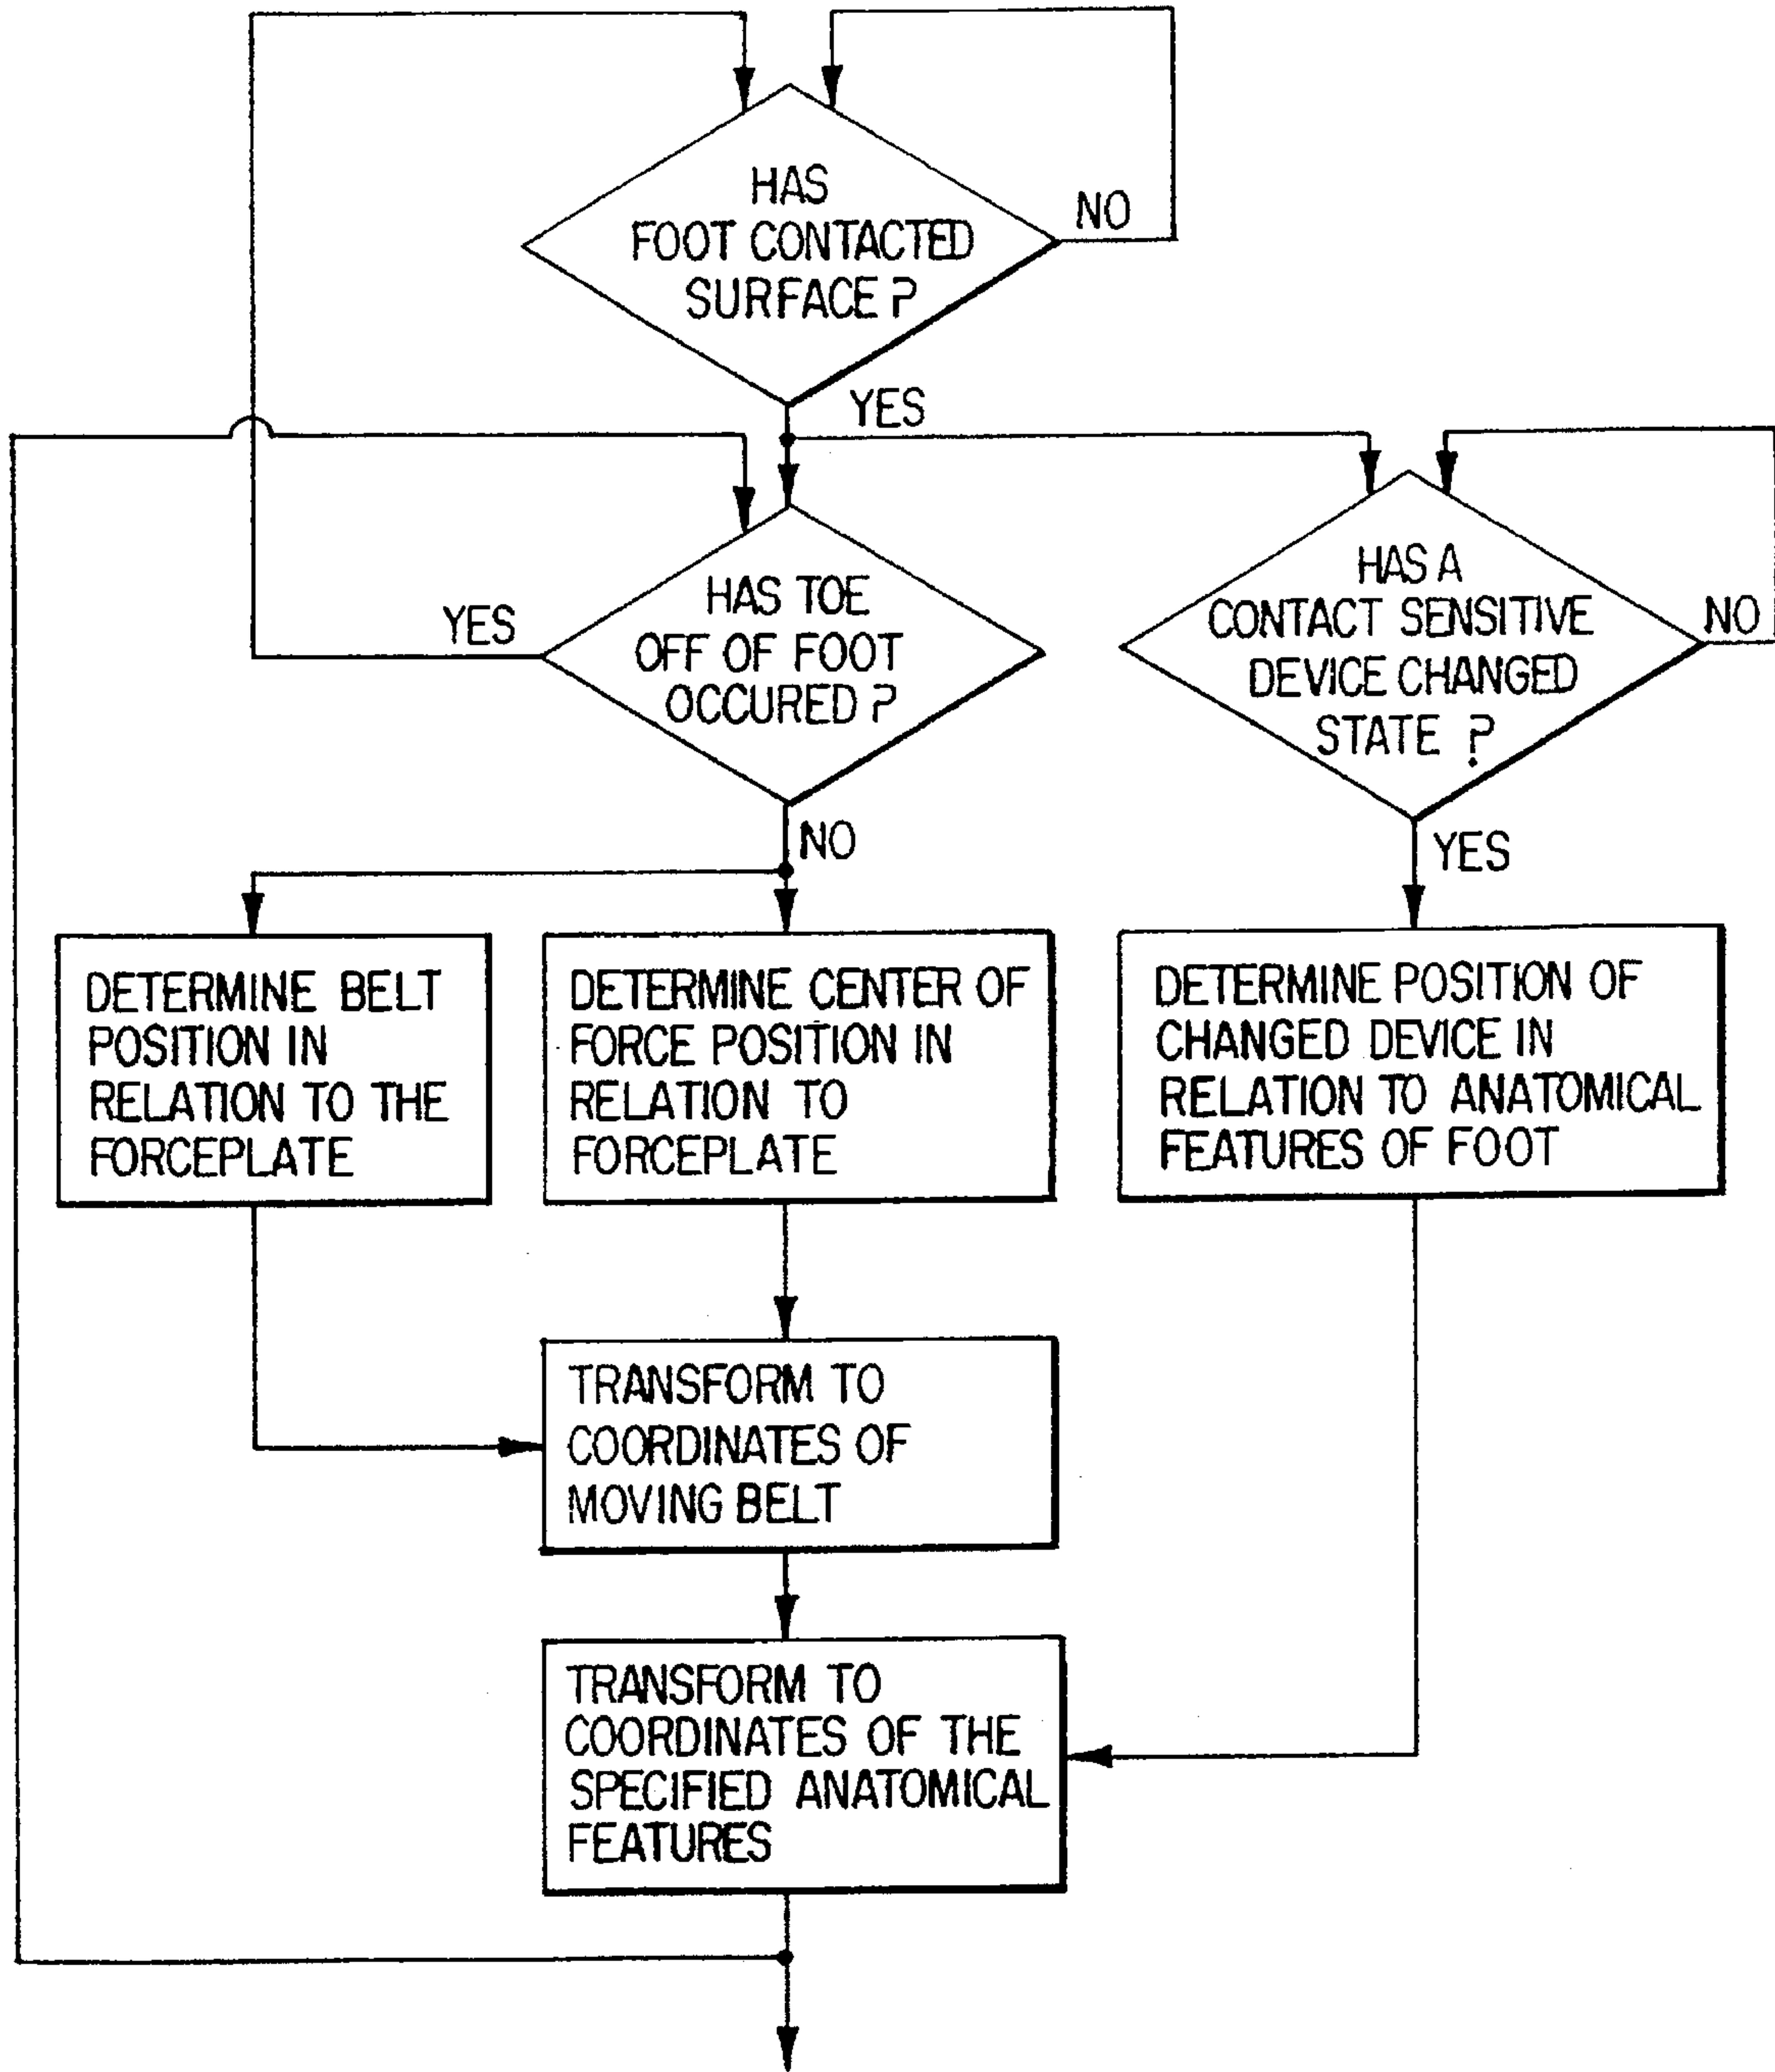 HAS
FOOT CONTACTED
SURFACE?
NO
YES
HAS TOE
OFF OF FOOT
OCCURED?
YES
NO
HAS A
CONTACT SENSITIVE
DEVICE CHANGED
STATE ?
NO
YES
DETERMINE BELT
POSITION IN
RELATION TO THE
FORCEPLATE
DETERMINE CENTER OF
FORCE POSITION IN
RELATION TO
FORCEPLATE
DETERMINE POSITION OF
CHANGED DEVICE IN
RELATION TO ANATOMICAL
FEATURES OF FOOT
TRANSFORM TO
COORDINATES OF
MOVING BELT
TRANSFORM TO
COORDINATES OF THE
SPECIFIED ANATOMICAL
FEATURES